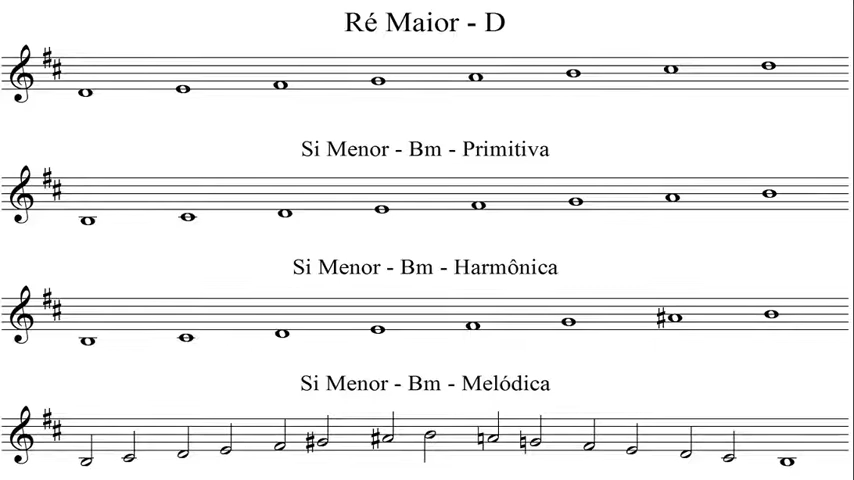 Ré Maior - D
Si Menor - Bm - Primitiva
Si Menor - Bm - Harmônica
Si Menor - Bm - Melódica